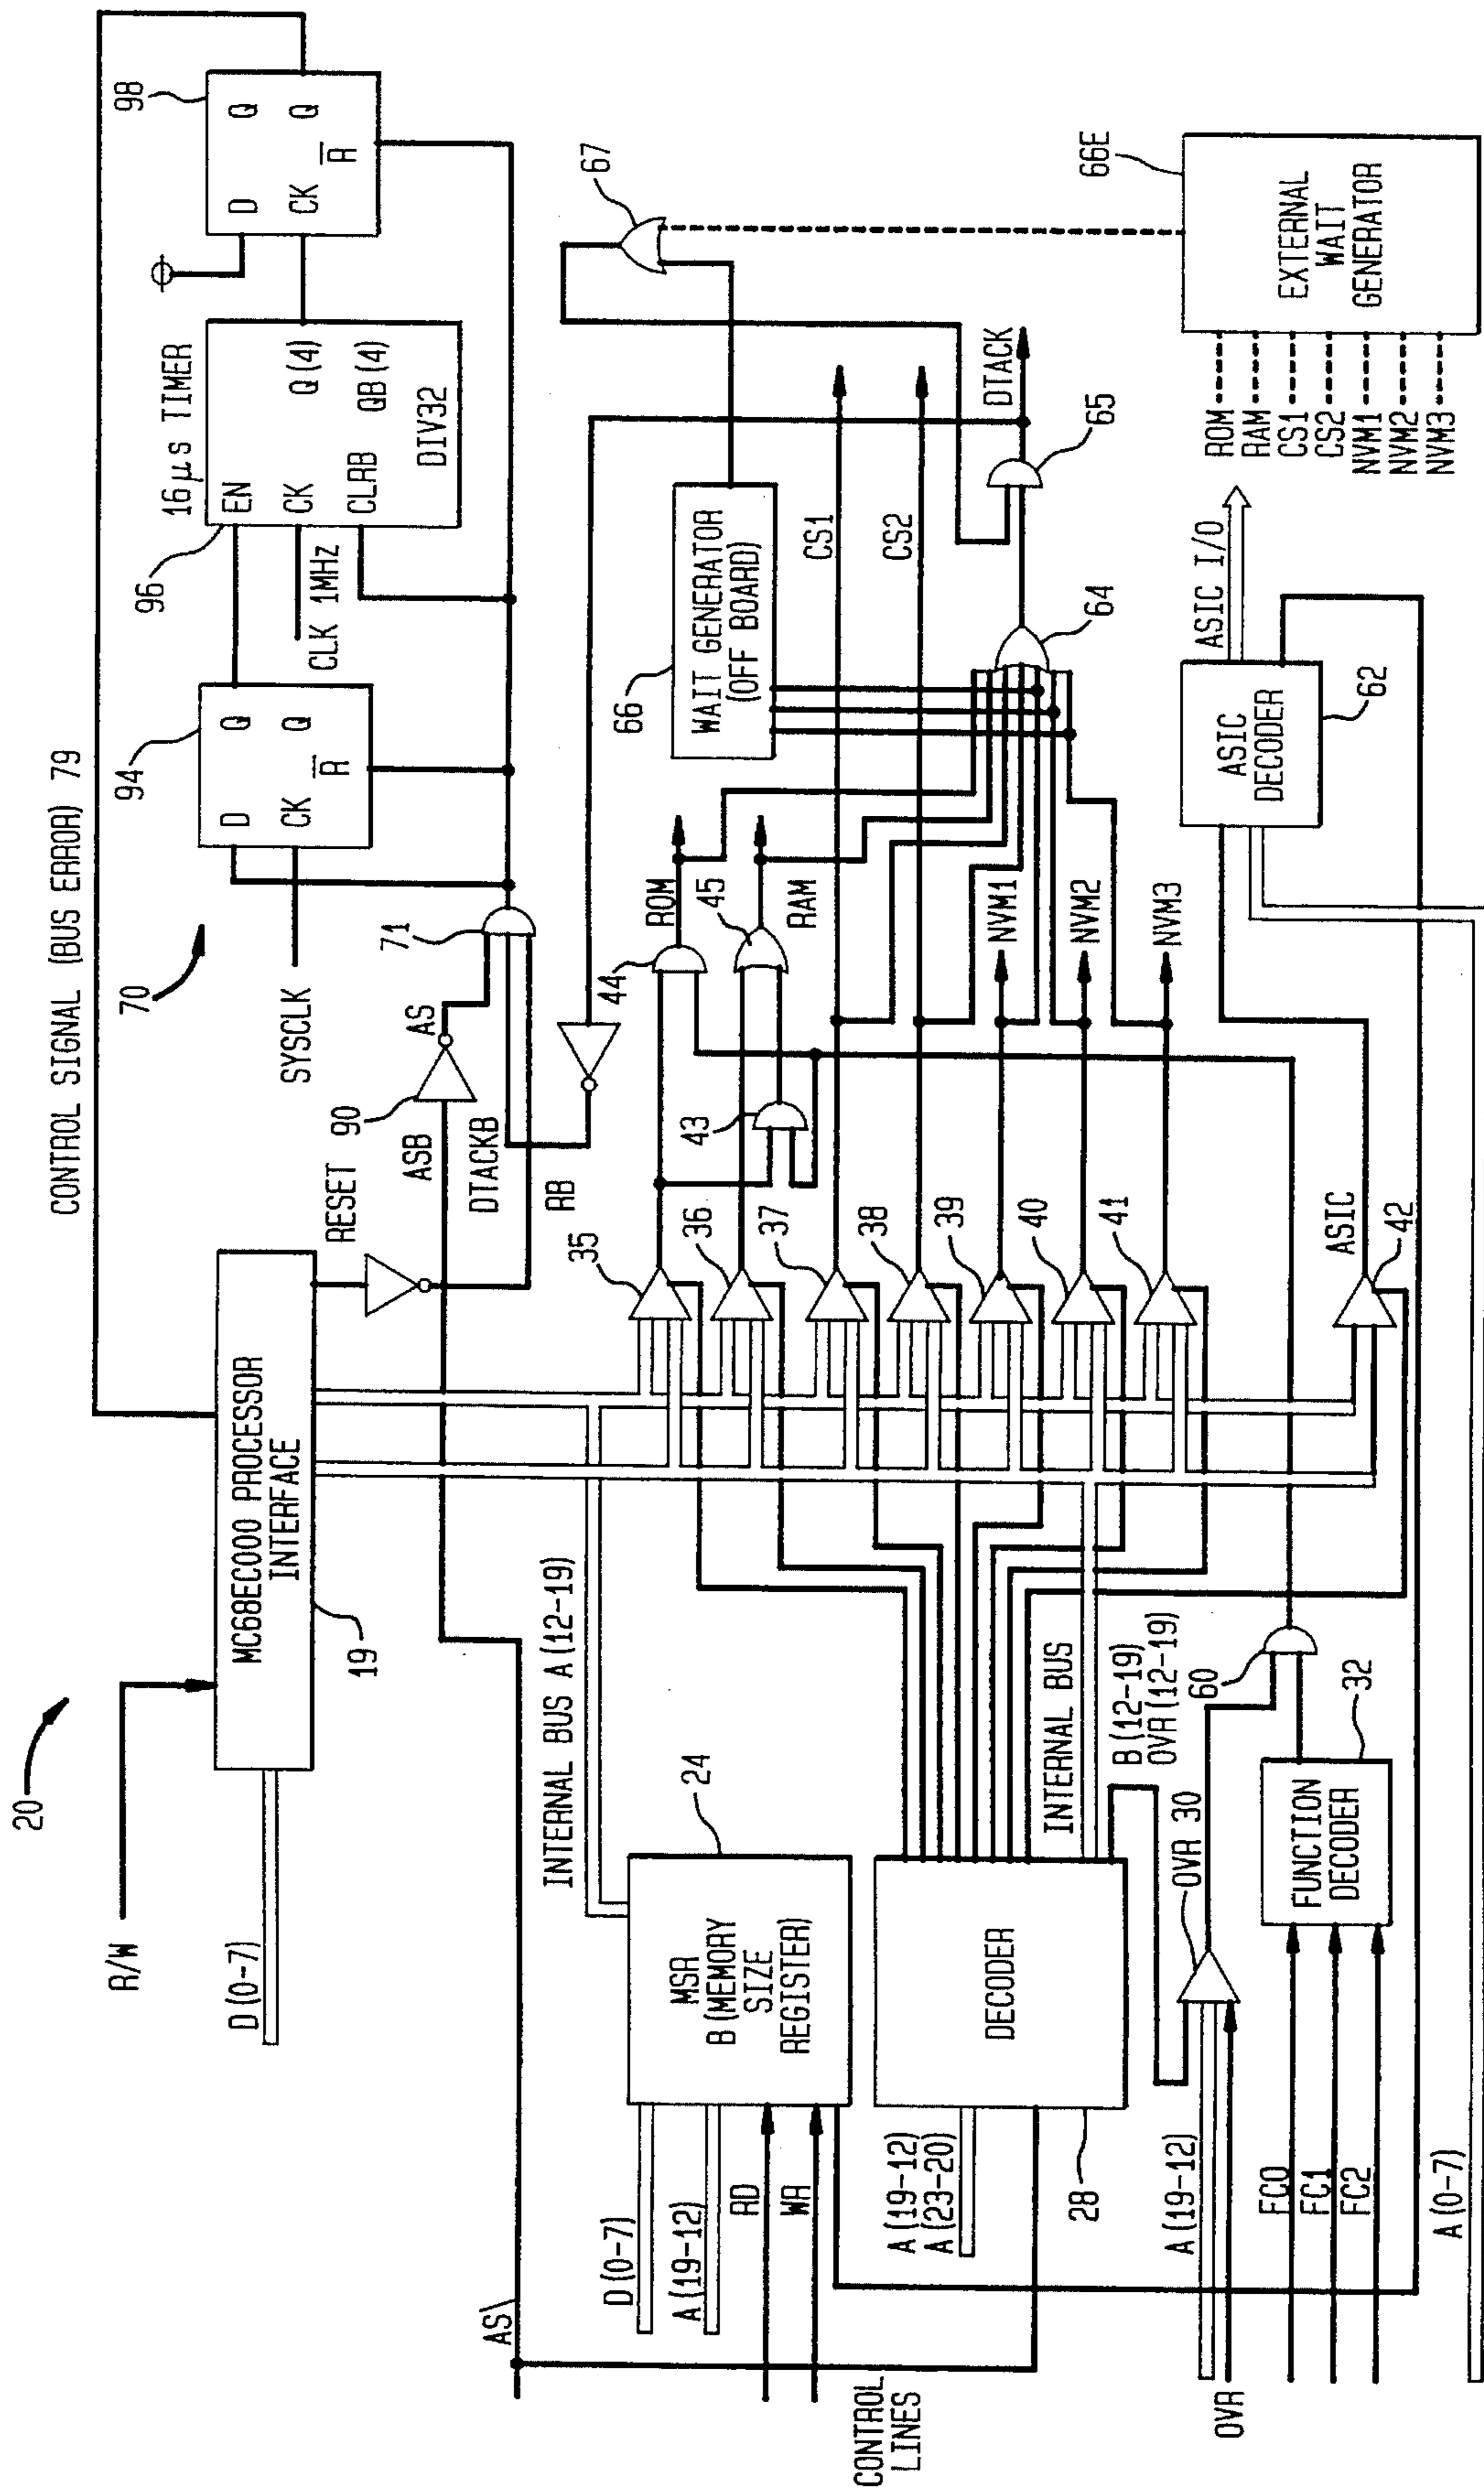 20
R/W
D(0-7)
MC68EC000 PROCESSOR
INTERFACE
19
CONTROL SIGNAL (BUS ERROR) 79
70
94
D
Q
CK
Q
R
SYSCLK
96
16μs TIMER
EN
Q(4)
CK
QB(4)
CLRB
DIV32
CLK 1MHz
98
D
Q
CK
Q
R
RESET
90
ASB
AS
71
DTACKB
RB
AS\
INTERNAL BUS A(12-19)
24
MSR
B(MEMORY
SIZE
REGISTER)
D(0-7)
A(19-12)
RD
WR
CONTROL
LINES
A(19-12)
A(23-20)
DECODER
28
INTERNAL BUS
B(12-19)
OVR(12-19)
A(19-12)
OVR
OVR 30
60
FC0
FC1
FC2
FUNCTION
DECODER
32
A(0-7)
35
36
37
38
39
40
41
42
43
44
45
ROM
RAM
CS1
CS2
NVM1
NVM2
NVM3
ASIC
66
WAIT GENERATOR
(OFF BOARD)
67
64
65
DTACK
ASIC
DECODER
62
ASIC I/O
66E
EXTERNAL
WAIT
GENERATOR
ROM
RAM
CS1
CS2
NVM1
NVM2
NVM3